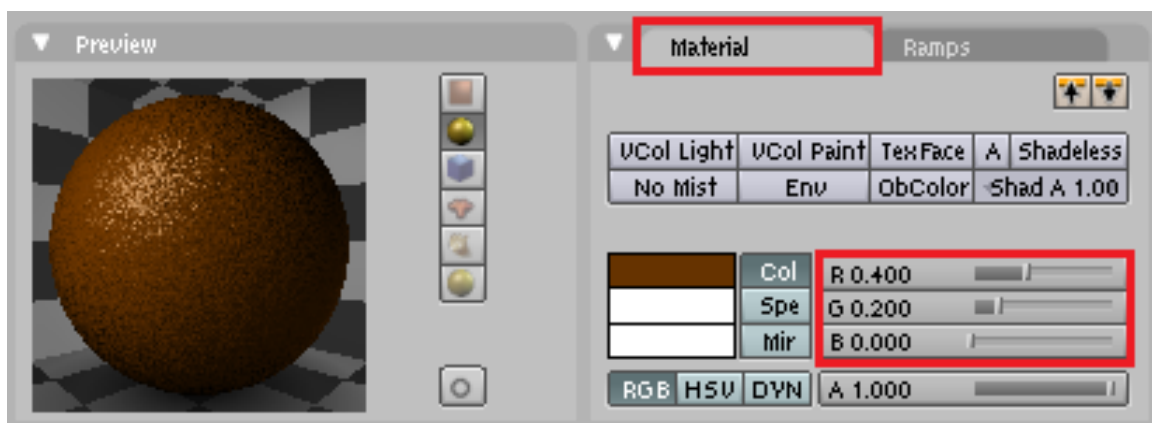 Preview
Material Ramps
VCol Light VCol Paint TexFace A Shadeless
No Mist Env ObColor Shad A 1.00
Col R 0.400
Spe G 0.200
Mir B 0.000
RGB HSV DYN A 1.000